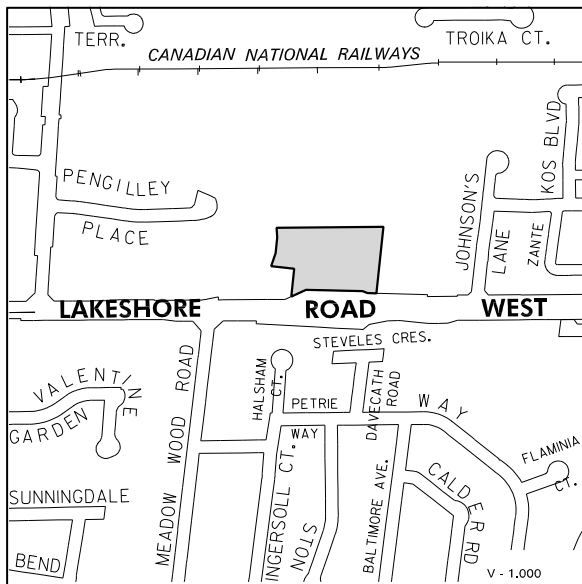 TERR.
CANADIAN NATIONAL RAILWAYS
TROIKA CT.
KOS BLVD
PENGILLEY
PLACE
JOHNSON'S
LANE
ZANTE
LAKESHORE ROAD WEST
STEVELES CRES.
HALSHAM
CT.
MEADOW WOOD ROAD
VALENTINE
GARDEN
PETRIE
WAY
DAVECATH
ROAD
WAY
FLAMINIA
CT.
SUNNINGDALE
BEND
INGERSOLL CT.
STON
BALTIMORE AVE.
CALDER RD
V - 1,000